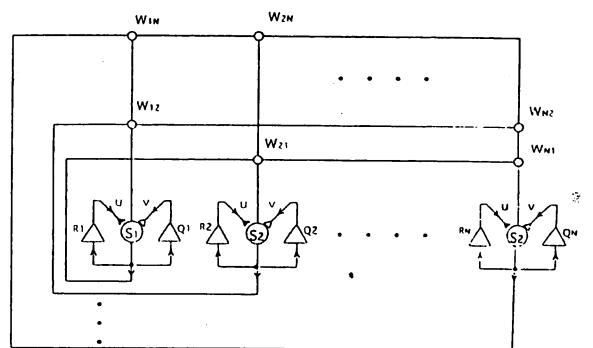 W1N W2N
W12 WN2
W21 WN1
U V U V U V
R1 S1 Q1 R2 S2 Q2 RN S2 QN